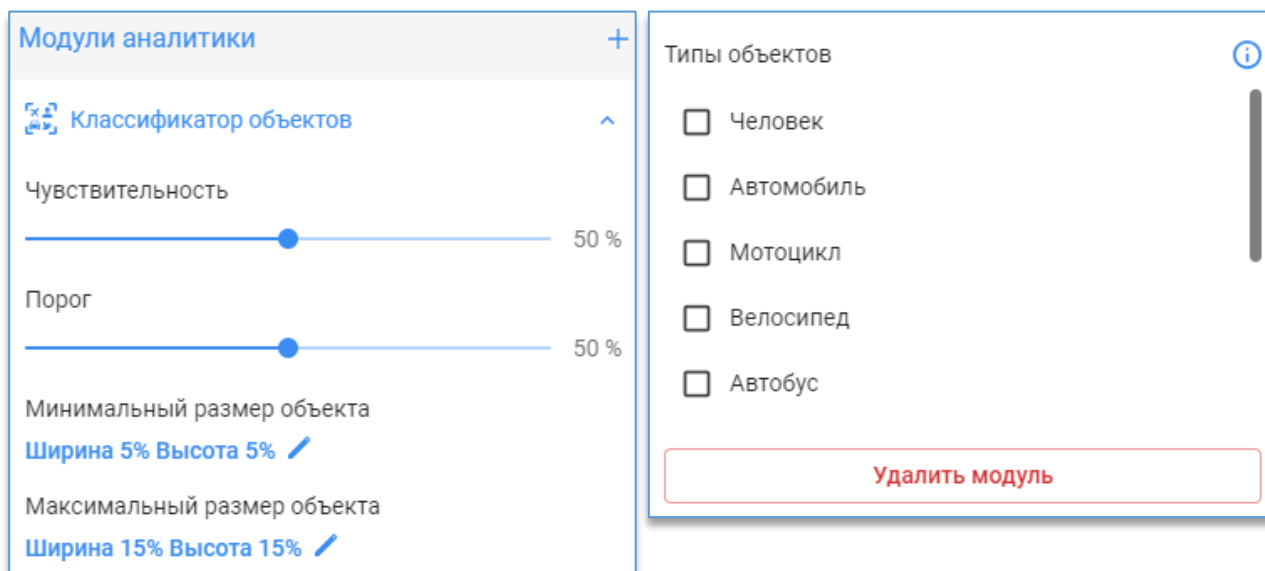 Модули аналитики
Классификатор объектов
Чувствительность
50 %
Порог
50 %
Минимальный размер объекта
Ширина 5% Высота 5%
Максимальный размер объекта
Ширина 15% Высота 15%
Типы объектов
Человек
Автомобиль
Мотоцикл
Велосипед
Автобус
Удалить модуль